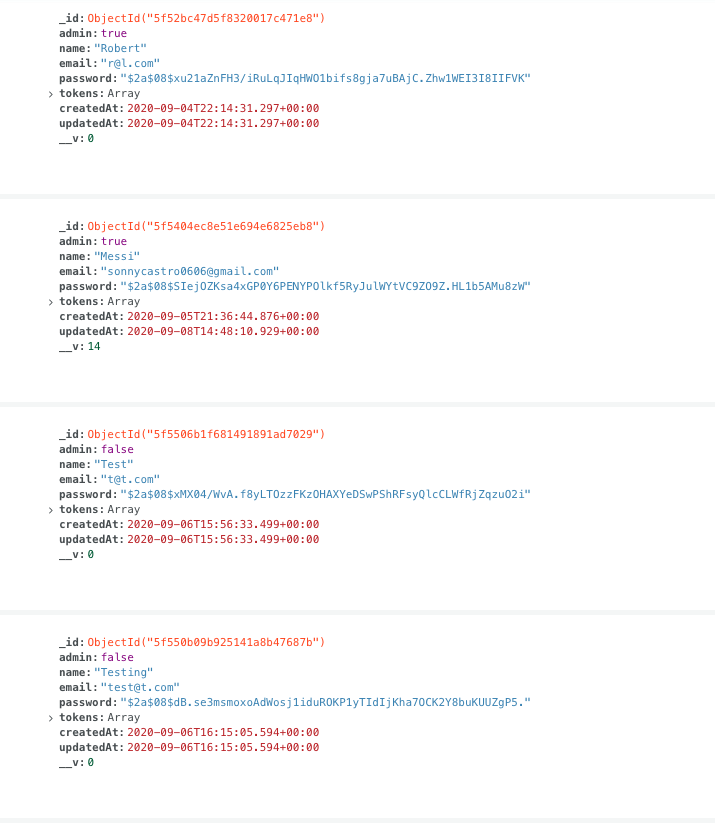 _id: ObjectId("5f52bc47d5f8320017c471e8")
admin: true
name: "Robert"
email: "r@l.com"
password: "$2a$08$xu21aZnFH3/iRuLqJIqHWO1bifs8gja7uBAjC.Zhw1WEI3I8IIFVK"
> tokens: Array
createdAt: 2020-09-04T22:14:31.297+00:00
updatedAt: 2020-09-04T22:14:31.297+00:00
__v: 0
_id: ObjectId("5f5404ec8e51e694e6825eb8")
admin: true
name: "Messi"
email: "sonnycastro0606@gmail.com"
password: "$2a$08$SIejOZKsa4xGP0Y6PENYPOlkf5RyJulWYtVC9ZO9Z.HL1b5AMu8zW"
> tokens: Array
createdAt: 2020-09-05T21:36:44.876+00:00
updatedAt: 2020-09-08T14:48:10.929+00:00
__v: 14
_id: ObjectId("5f5506b1f681491891ad7029")
admin: false
name: "Test"
email: "t@t.com"
password: "$2a$08$xMX04/WvA.f8yLTOzzFKzOHAXYeDSwPShRFsyQlcCLWfRjZqzuO2i"
> tokens: Array
createdAt: 2020-09-06T15:56:33.499+00:00
updatedAt: 2020-09-06T15:56:33.499+00:00
__v: 0
_id: ObjectId("5f550b09b925141a8b47687b")
admin: false
name: "Testing"
email: "test@t.com"
password: "$2a$08$dB.se3msmoxoAdWosj1iduROKP1yTIdIjKha7OCK2Y8buKUUZgP5."
> tokens: Array
createdAt: 2020-09-06T16:15:05.594+00:00
updatedAt: 2020-09-06T16:15:05.594+00:00
__v: 0